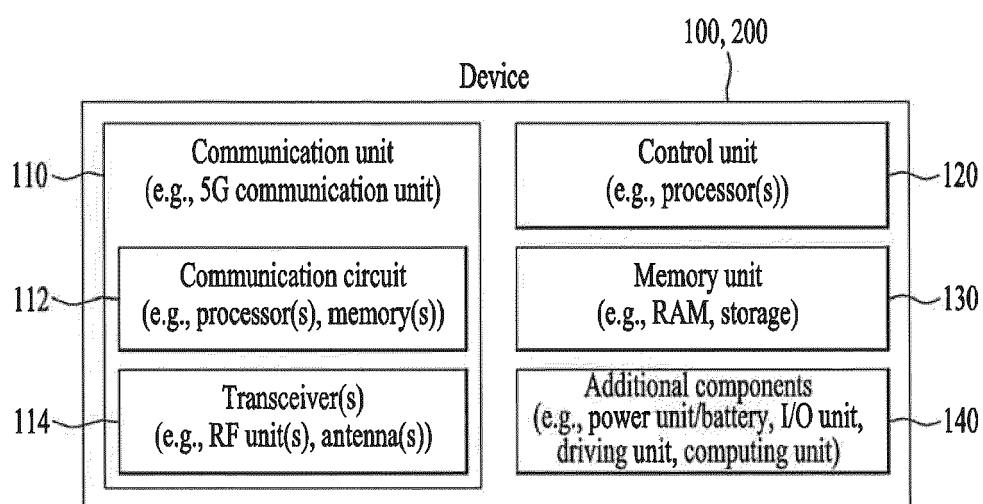 100, 200
Device
110
Communication unit
(e.g., 5G communication unit)
112
Communication circuit
(e.g., processor(s), memory(s))
114
Transceiver(s)
(e.g., RF unit(s), antenna(s))
Control unit
(e.g., processor(s))
120
Memory unit
(e.g., RAM, storage)
130
Additional components
(e.g., power unit/battery, I/O unit,
driving unit, computing unit)
140